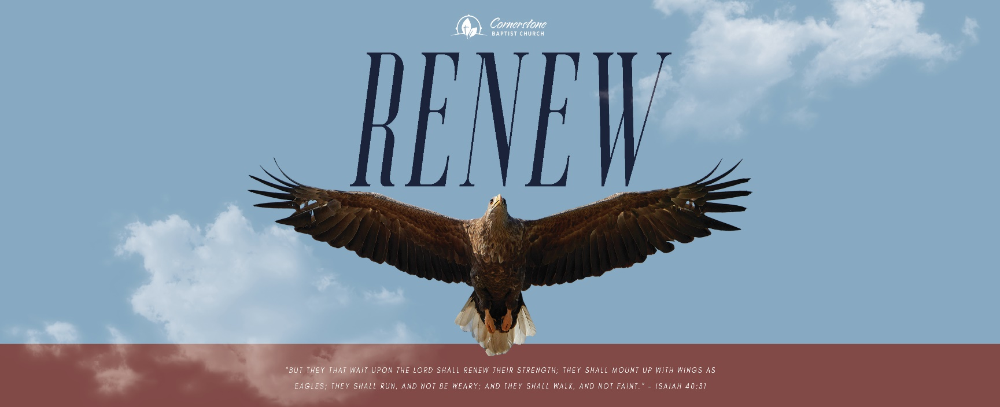 Cornerstone
BAPTIST CHURCH
RENEW
"BUT THEY THAT WAIT UPON THE LORD SHALL RENEW THEIR STRENGTH; THEY SHALL MOUNT UP WITH WINGS AS
EAGLES; THEY SHALL RUN, AND NOT BE WEARY; AND THEY SHALL WALK, AND NOT FAINT." - ISAIAH 40:31